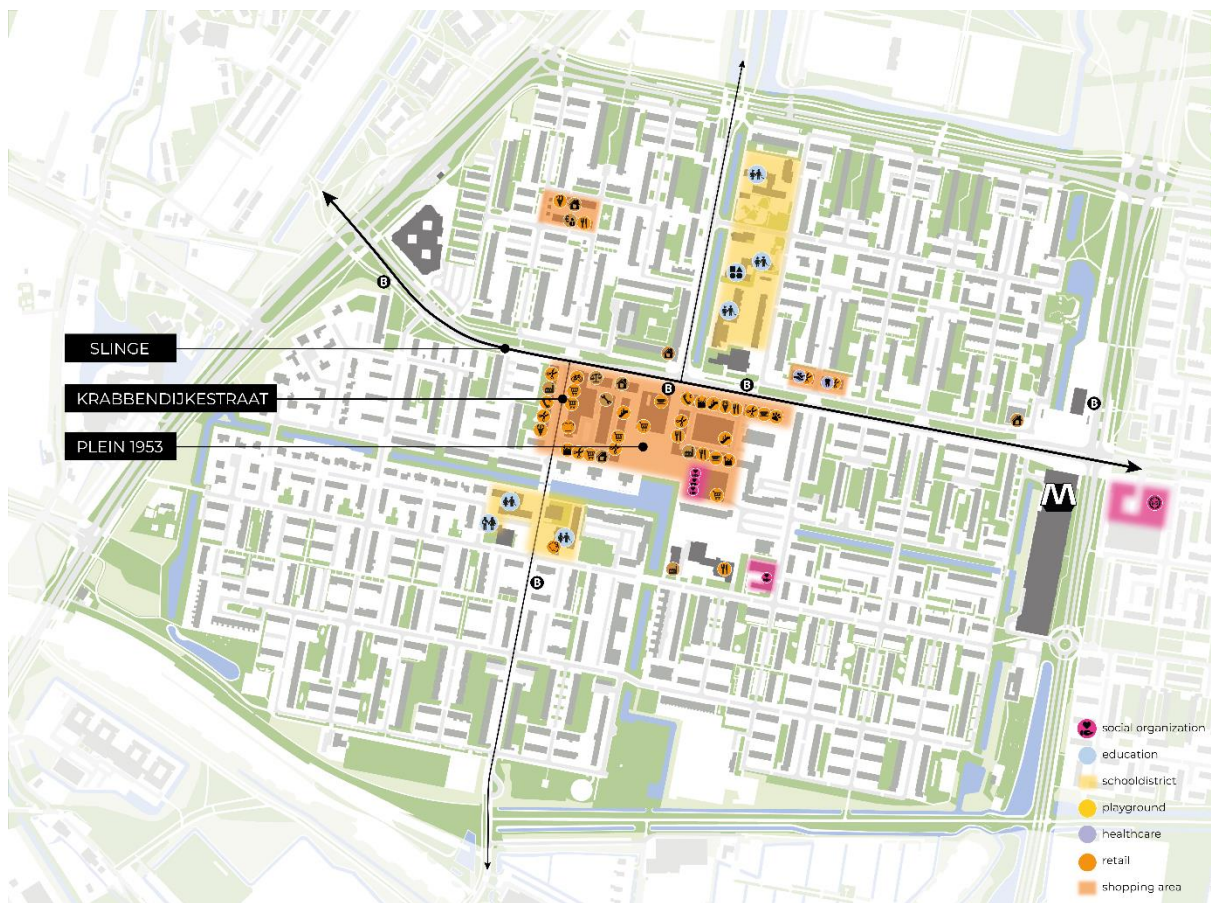 B
SLINGE
B
B
B
KRABBENDIJKESTRAAT
PLEIN 1953
M
B
social organization
education
schooldistrict
playground
healthcare
retail
shopping area